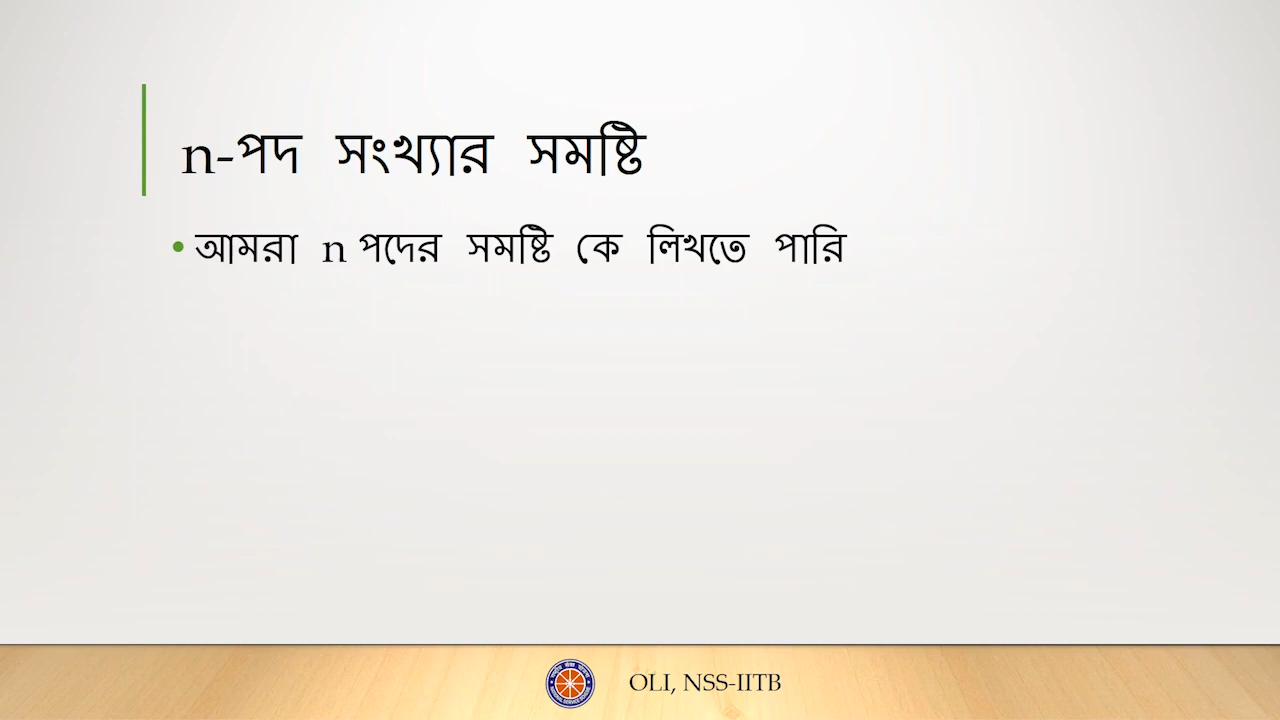 n-পদ সংখ্যার সমষ্টি
• আমরা n পদের সমষ্টি কে লিখতে পারি
OLI, NSS-IITB